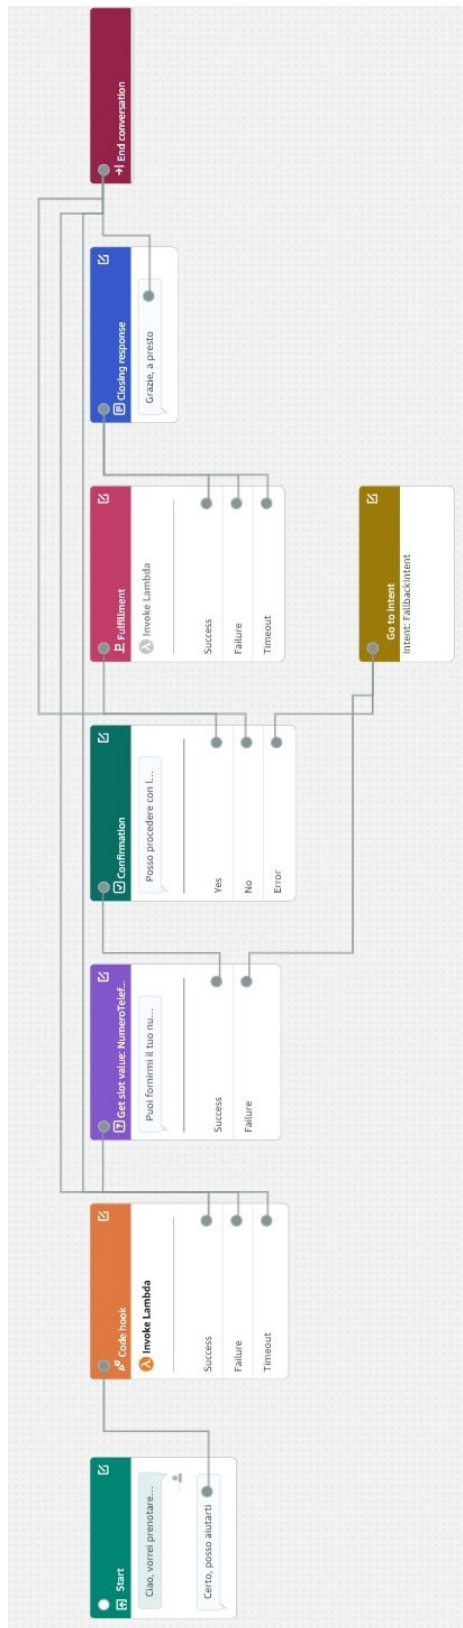 Start
Ciao, vorrei prenotare...
Certo, posso aiutarti
Code hook
Invoke Lambda
Success
Failure
Timeout
Get slot value: NumeroTelef...
Puoi fornirmi il tuo nu...
Success
Failure
Confirmation
Posso procedere con l...
Yes
No
Error
Fulfillment
Invoke Lambda
Success
Failure
Timeout
Go to Intent
Intent: FallbackIntent
Closing response
Grazie, a presto
End conversation